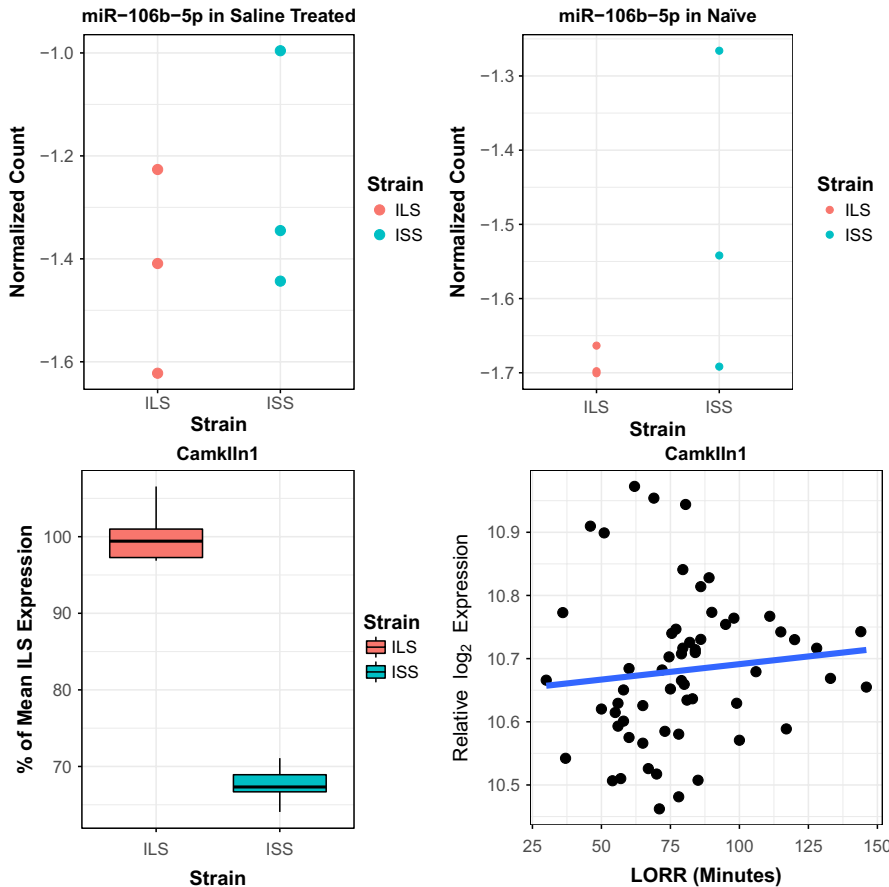 miR−106b−5p in Saline Treated
−1.0
−1.2
−1.4
−1.6
Normalized Count
ILS
ISS
Strain
Strain
ILS
ISS
miR−106b−5p in Naïve
−1.3
−1.4
−1.5
−1.6
−1.7
Normalized Count
ILS
ISS
Strain
Strain
ILS
ISS
CamkIIn1
100
90
80
70
% of Mean ILS Expression
ILS
ISS
Strain
Strain
ILS
ISS
CamkIIn1
10.9
10.8
10.7
10.6
10.5
Relative log₂ Expression
25
50
75
100
125
150
LORR (Minutes)